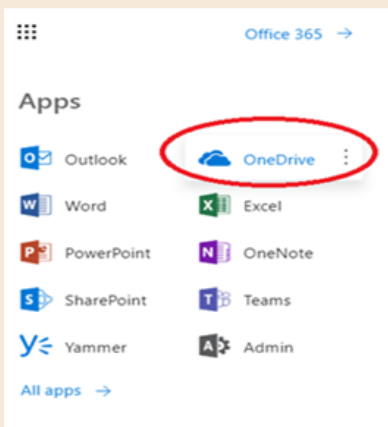 Office 365 →
Apps
Outlook OneDrive
Word Excel
PowerPoint OneNote
SharePoint Teams
Yammer Admin
All apps →